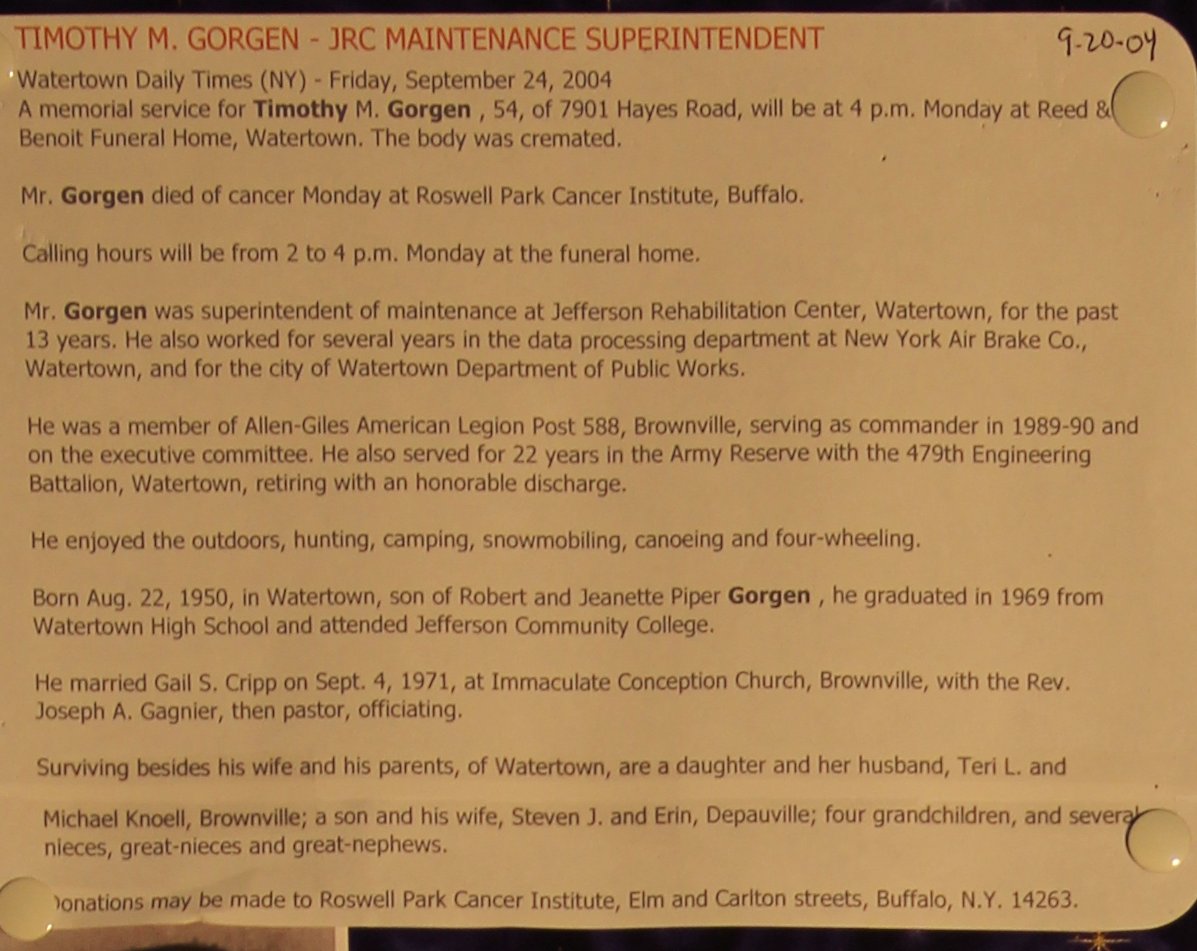 TIMOTHY M. GORGEN - JRC MAINTENANCE SUPERINTENDENT
9-20-04
Watertown Daily Times (NY) - Friday, September 24, 2004
A memorial service for Timothy M. Gorgen , 54, of 7901 Hayes Road, will be at 4 p.m. Monday at Reed &
Benoit Funeral Home, Watertown. The body was cremated.
Mr. Gorgen died of cancer Monday at Roswell Park Cancer Institute, Buffalo.
Calling hours will be from 2 to 4 p.m. Monday at the funeral home.
Mr. Gorgen was superintendent of maintenance at Jefferson Rehabilitation Center, Watertown, for the past
13 years. He also worked for several years in the data processing department at New York Air Brake Co.,
Watertown, and for the city of Watertown Department of Public Works.
He was a member of Allen-Giles American Legion Post 588, Brownville, serving as commander in 1989-90 and
on the executive committee. He also served for 22 years in the Army Reserve with the 479th Engineering
Battalion, Watertown, retiring with an honorable discharge.
He enjoyed the outdoors, hunting, camping, snowmobiling, canoeing and four-wheeling.
Born Aug. 22, 1950, in Watertown, son of Robert and Jeanette Piper Gorgen , he graduated in 1969 from
Watertown High School and attended Jefferson Community College.
He married Gail S. Cripp on Sept. 4, 1971, at Immaculate Conception Church, Brownville, with the Rev.
Joseph A. Gagnier, then pastor, officiating.
Surviving besides his wife and his parents, of Watertown, are a daughter and her husband, Teri L. and
Michael Knoell, Brownville; a son and his wife, Steven J. and Erin, Depauville; four grandchildren, and several
nieces, great-nieces and great-nephews.
Donations may be made to Roswell Park Cancer Institute, Elm and Carlton streets, Buffalo, N.Y. 14263.